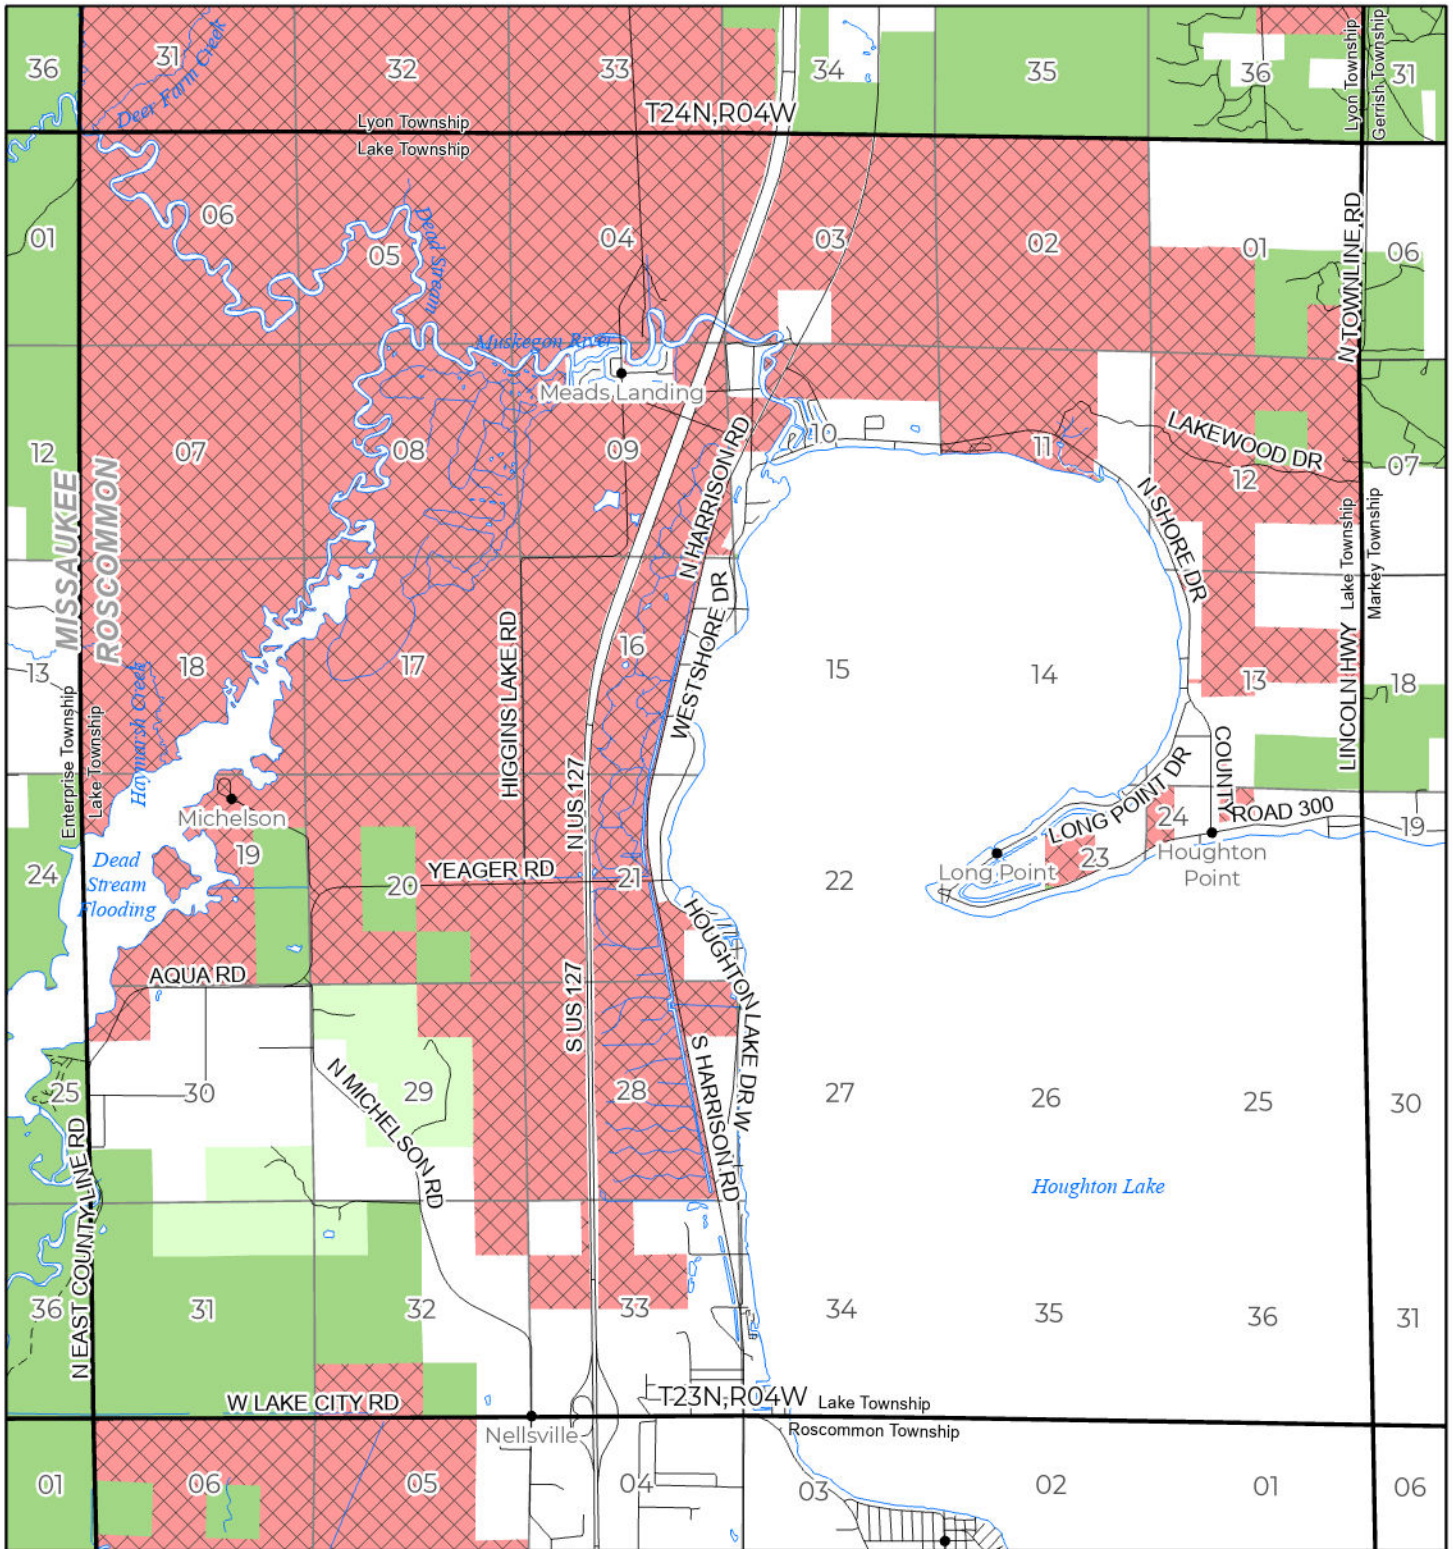 36
31
32
33
34
35
36
31
Deer Farm Creek
Lyon Township
Gerrish Township
T24N,R04W
Lyon Township
Lake Township
01
06
05
04
03
02
01
06
Dead Stream
N TOWNLINE RD
Muskegon River
Meads Landing
12
07
08
09
10
11
12
07
LAKEWOOD DR
N HARRISON RD
N SHORE DR
MISSAUKEE
ROSCOMMON
Lake Township
Markey Township
WESTSHORE DR
HIGGINS LAKE RD
13
18
17
16
15
14
13
18
Haymarsh Creek
Enterprise Township
Lake Township
LINCOLN HWY
COUNTY
ROAD 300
LONG POINT DR
N US 127
Michelson
24
19
20
21
22
23
24
19
YEAGER RD
Long Point
Houghton
Point
Dead
Stream
Flooding
HOUGHTON LAKE DR W
AQUA RD
S US 127
S HARRISON RD
N MICHELSON RD
25
30
29
28
27
26
25
30
N EAST COUNTY LINE RD
Houghton Lake
36
31
32
33
34
35
36
31
W LAKE CITY RD
T23N,R04W
Lake Township
Roscommon Township
Nellsville
01
06
05
04
03
02
01
06